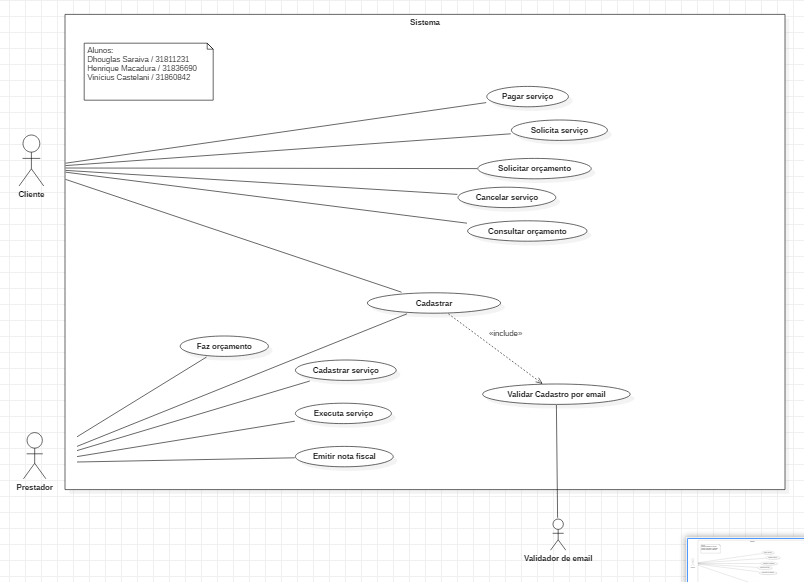 Sistema
Alunos:
Dhouglas Saraiva / 31811231
Henrique Macadura / 31836690
Vinícius Castelani / 31860842
Pagar serviço
Solicita serviço
Solicitar orçamento
Cancelar serviço
Consultar orçamento
Cliente
Cadastrar
«include»
Faz orçamento
Cadastrar serviço
Validar Cadastro por email
Executa serviço
Emitir nota fiscal
Prestador
Validador de email